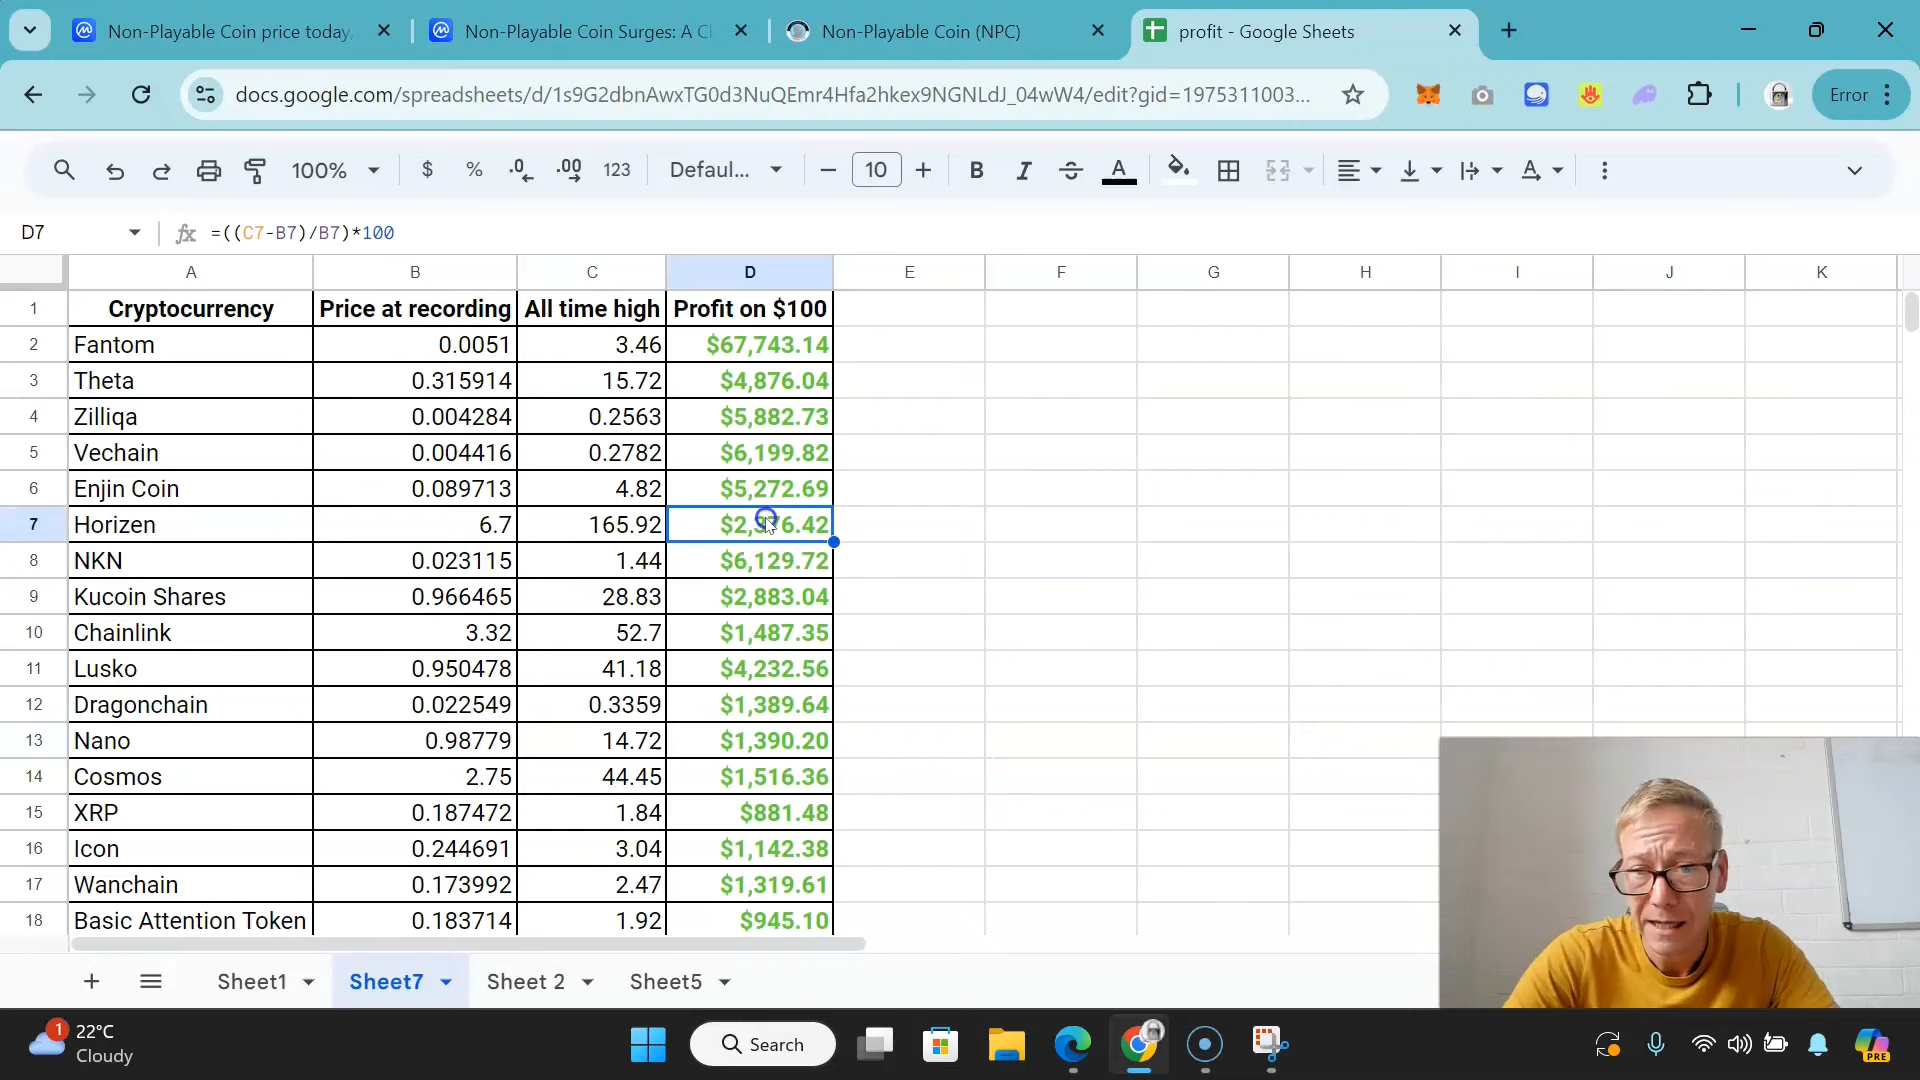 Non-Playable Coin price today,
Non-Playable Coin Surges: A Cl
Non-Playable Coin (NPC)
profit - Google Sheets
docs.google.com/spreadsheets/d/1s9G2dbnAwxTG0d3NuQEmr4Hfa2hkex9NGNLdJ_04wW4/edit?gid=1975311003...
Error
100%
$
%
.0
.00
123
Defaul...
10
B
I
A
A
D7
fx
=((C7-B7)/B7)*100
A B C D E F G H I J K
1 Cryptocurrency Price at recording All time high Profit on $100
2 Fantom 0.0051 3.46 $67,743.14
3 Theta 0.315914 15.72 $4,876.04
4 Zilliqa 0.004284 0.2563 $5,882.73
5 Vechain 0.004416 0.2782 $6,199.82
6 Enjin Coin 0.089713 4.82 $5,272.69
7 Horizen 6.7 165.92
8 NKN 0.023115 1.44 $6,129.72
9 Kucoin Shares 0.966465 28.83 $2,883.04
10 Chainlink 3.32 52.7 $1,487.35
11 Lusko 0.950478 41.18 $4,232.56
12 Dragonchain 0.022549 0.3359 $1,389.64
13 Nano 0.98779 14.72 $1,390.20
14 Cosmos 2.75 44.45 $1,516.36
15 XRP 0.187472 1.84 $881.48
16 Icon 0.244691 3.04 $1,142.38
17 Wanchain 0.173992 2.47 $1,319.61
18 Basic Attention Token 0.183714 1.92 $945.10
Sheet1
Sheet7
Sheet 2
Sheet5
1
22°C
Cloudy
Search
PRE